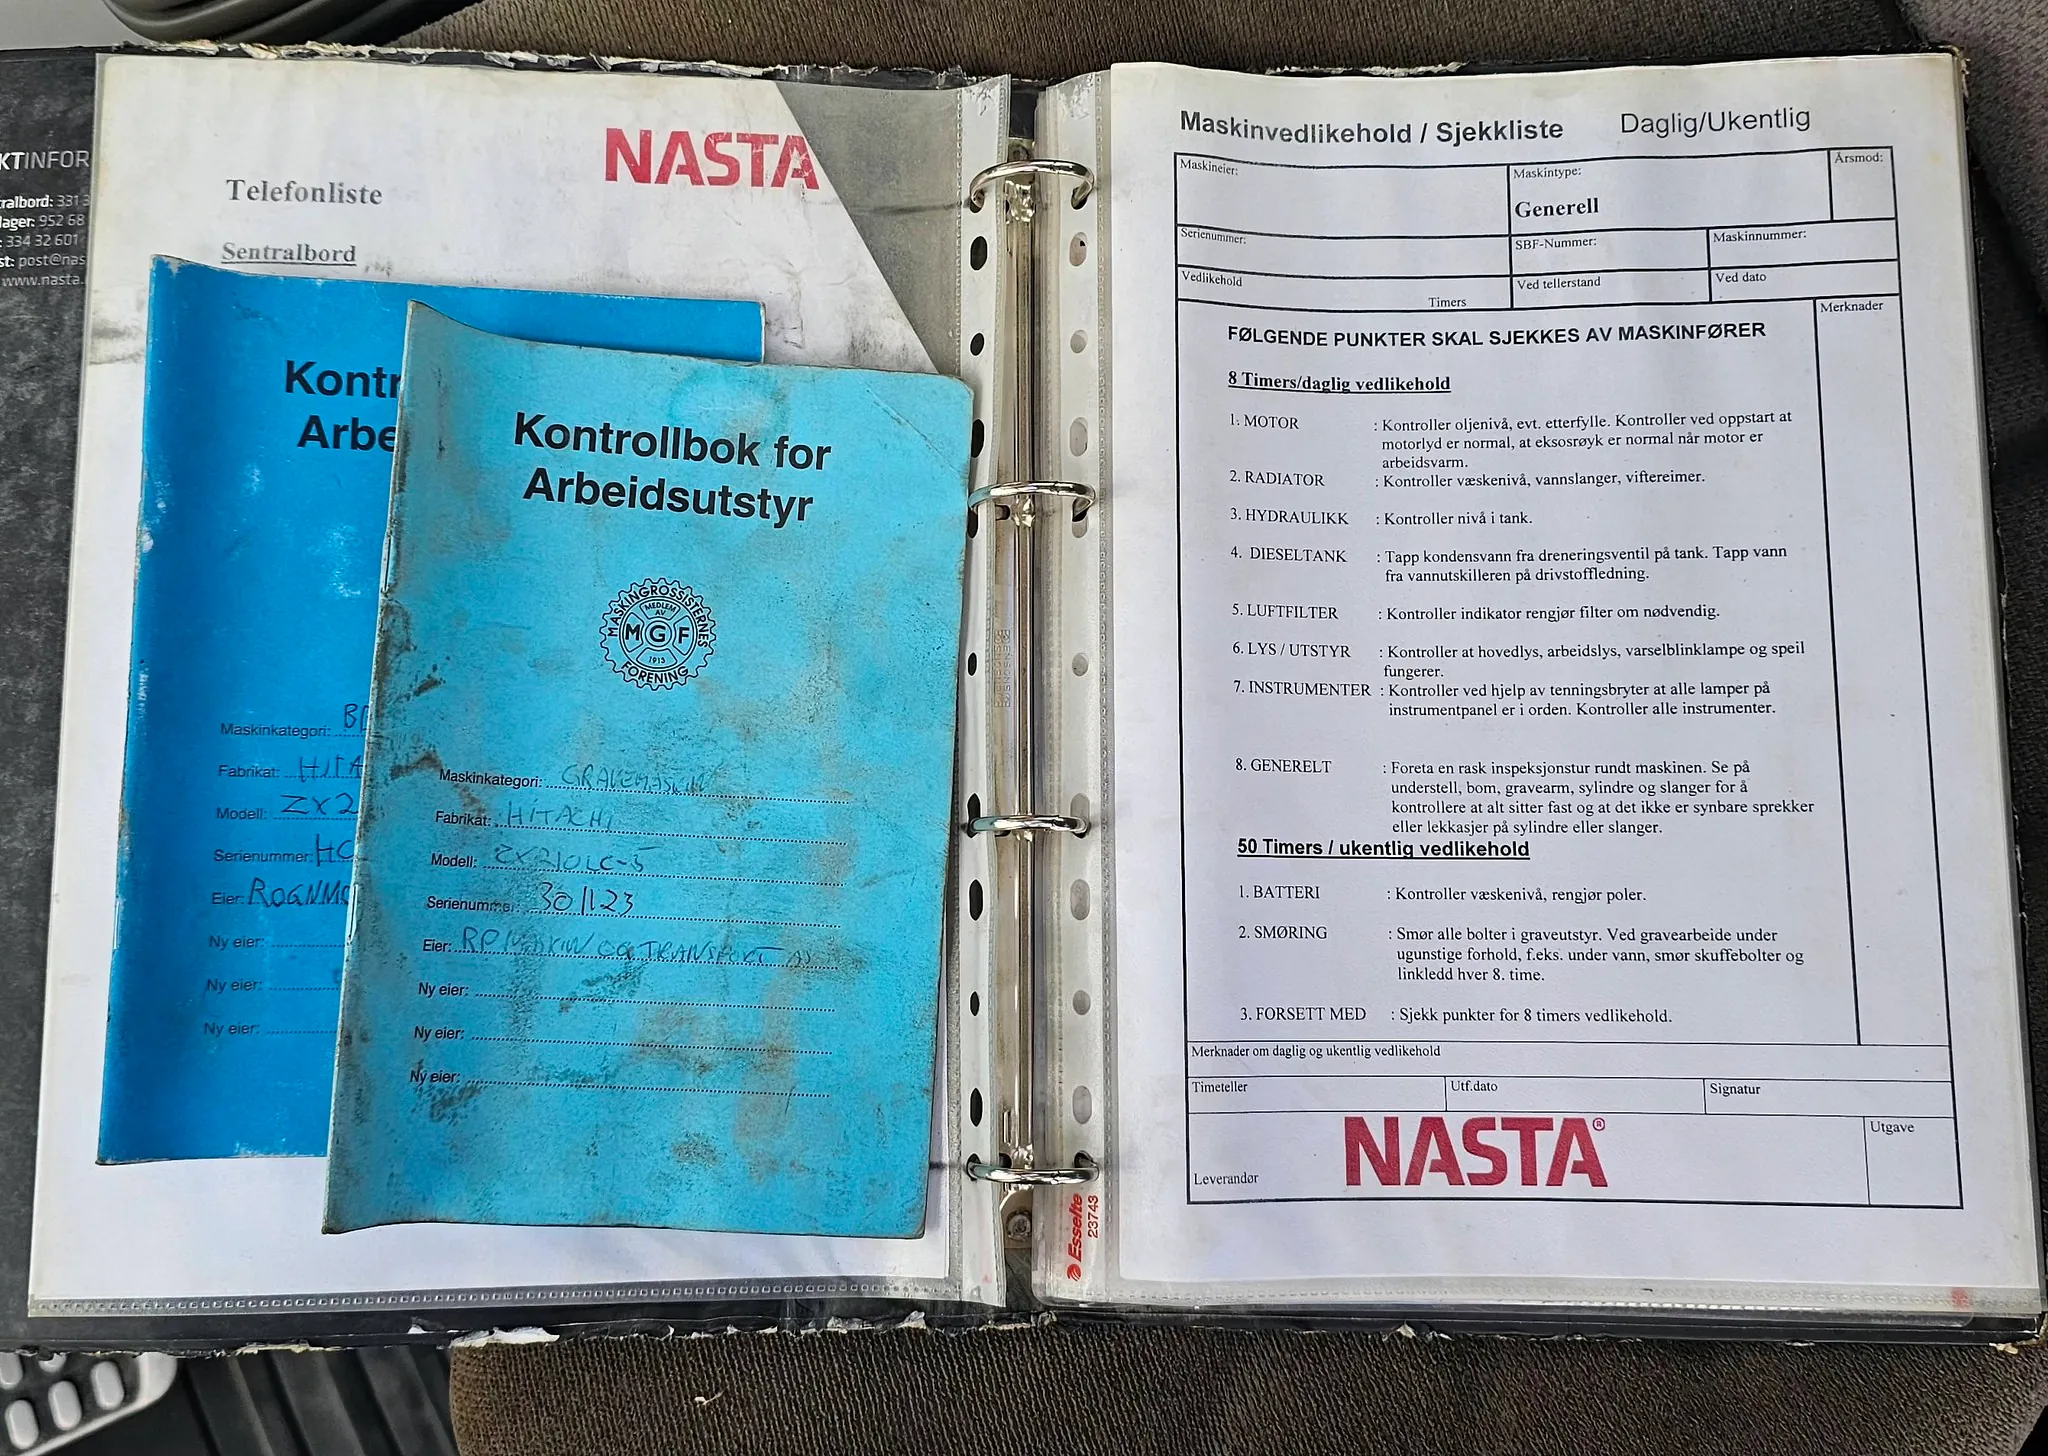 KTINFOR
ralbord: 331 3
lager: 952 68
: 334 32 601
st: post@nas
www.nasta.
NASTA
Telefonliste
Sentralbord
Kontr
Arbe
Maskinkategori:
Fabrikat: HITA
Modell: ZX2
Serienummer: HC
Eier: ROGNMO
Ny eier:
Ny eier:
Ny eier:
Kontrollbok for
Arbeidsutstyr
MASKINGROSSISTERNES
MEDLEM
AV
MGF
1913
FORENING
Maskinkategori: GRAVEMASKIN
Fabrikat: HITACHI
Modell: ZX210LC-5
Serienummer: 301123
Eier: RP MASKIN OG TRANSPORT AS
Ny eier:
Ny eier:
Ny eier:
Esselte
23743
Maskinvedlikehold / Sjekkliste Daglig/Ukentlig
Maskineier:
Maskintype:
Årsmod:
Generell
Serienummer:
SBF-Nummer:
Maskinnummer:
Vedlikehold
Timers
Ved tellerstand
Ved dato
Merknader
FØLGENDE PUNKTER SKAL SJEKKES AV MASKINFØRER
8 Timers/daglig vedlikehold
1. MOTOR : Kontroller oljenivå, evt. etterfylle. Kontroller ved oppstart at
motorlyd er normal, at eksosrøyk er normal når motor er
arbeidsvarm.
2. RADIATOR : Kontroller væskenivå, vannslanger, viftereimer.
3. HYDRAULIKK : Kontroller nivå i tank.
4. DIESELTANK : Tapp kondensvann fra dreneringsventil på tank. Tapp vann
fra vannutskilleren på drivstoffledning.
5. LUFTFILTER : Kontroller indikator rengjør filter om nødvendig.
6. LYS / UTSTYR : Kontroller at hovedlys, arbeidslys, varselblinklampe og speil
fungerer.
7. INSTRUMENTER : Kontroller ved hjelp av tenningsbryter at alle lamper på
instrumentpanel er i orden. Kontroller alle instrumenter.
8. GENERELT : Foreta en rask inspeksjonstur rundt maskinen. Se på
understell, bom, gravearm, sylindre og slanger for å
kontrollere at alt sitter fast og at det ikke er synbare sprekker
eller lekkasjer på sylindre eller slanger.
50 Timers / ukentlig vedlikehold
1. BATTERI : Kontroller væskenivå, rengjør poler.
2. SMØRING : Smør alle bolter i graveutstyr. Ved gravearbeide under
ugunstige forhold, f.eks. under vann, smør skuffebolter og
linkledd hver 8. time.
3. FORSETT MED : Sjekk punkter for 8 timers vedlikehold.
Merknader om daglig og ukentlig vedlikehold
Timeteller
Utf.dato
Signatur
Leverandør
NASTA®
Utgave